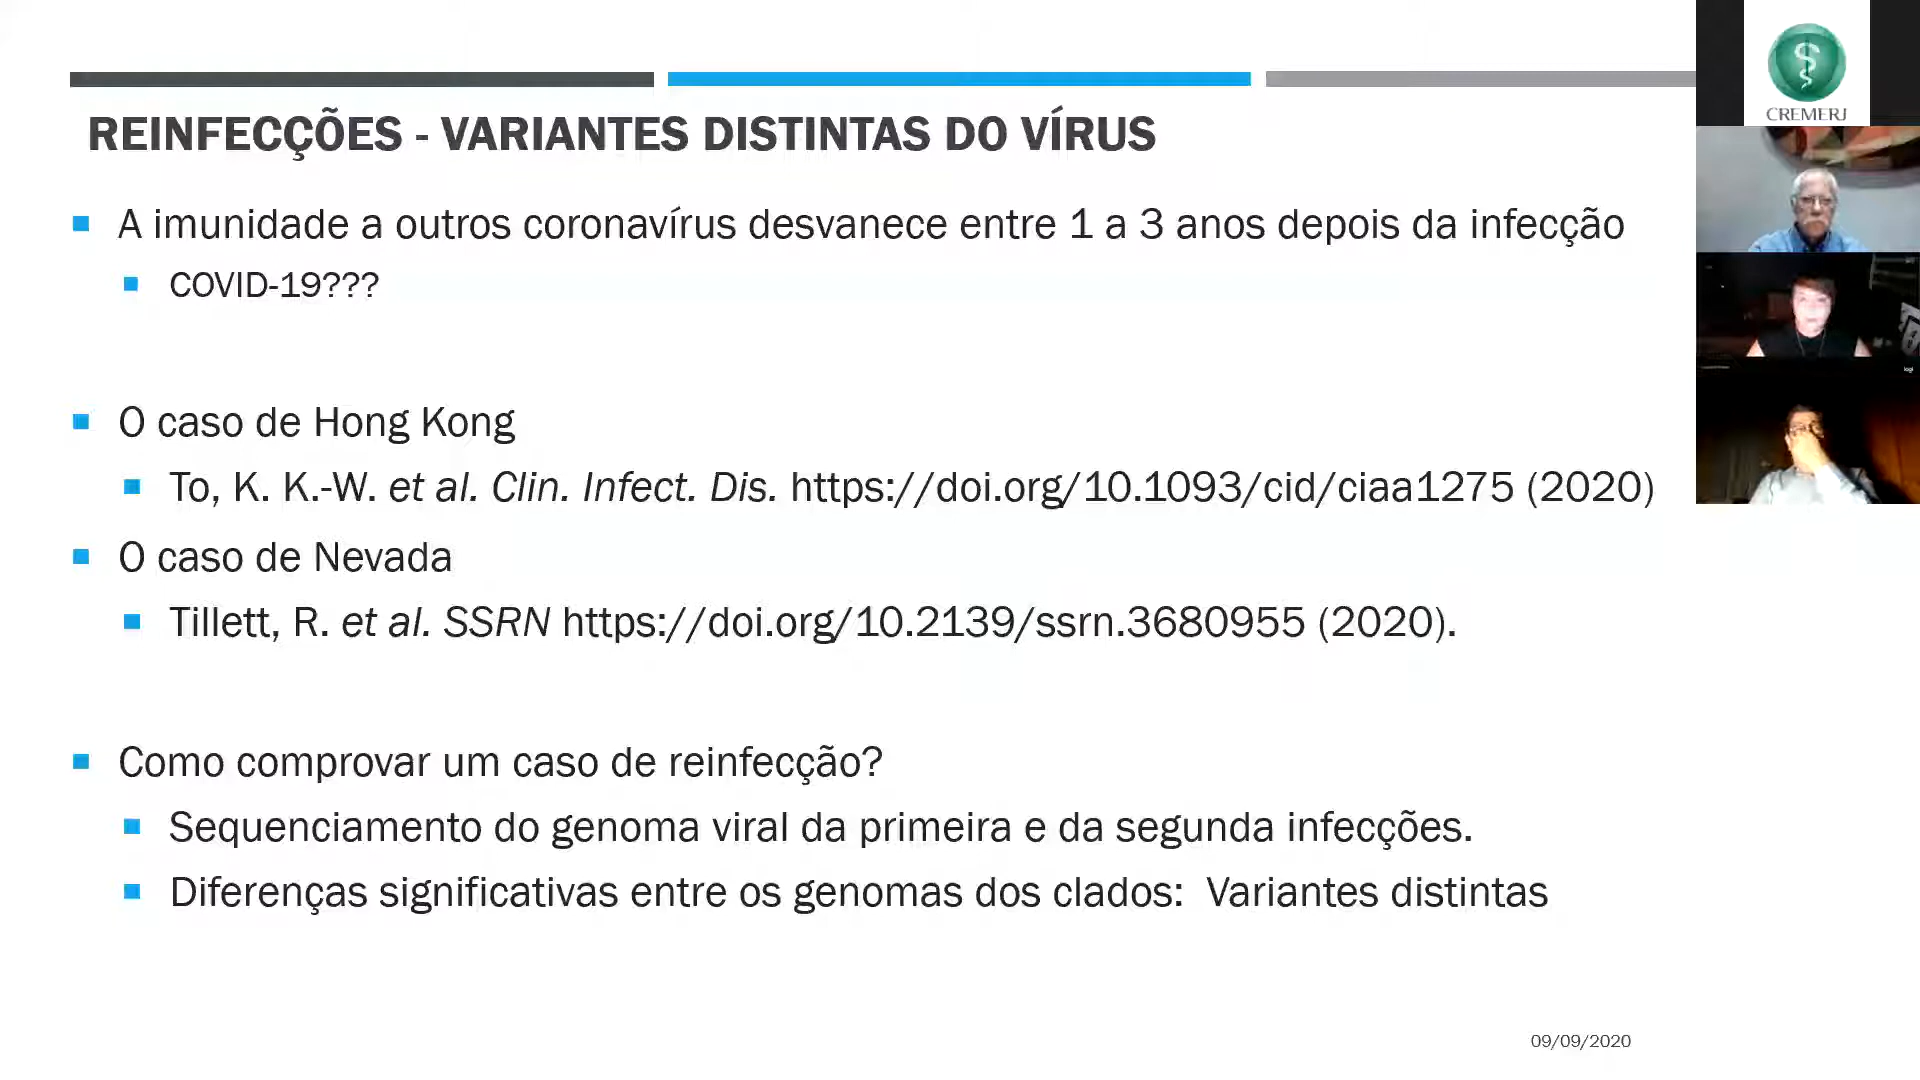 CREMERJ
REINFECÇÕES - VARIANTES DISTINTAS DO VÍRUS
A imunidade a outros coronavírus desvanece entre 1 a 3 anos depois da infecção
COVID-19???
O caso de Hong Kong
To, K. K.-W. et al. Clin. Infect. Dis. https://doi.org/10.1093/cid/ciaa1275 (2020)
O caso de Nevada
Tillett, R. et al. SSRN https://doi.org/10.2139/ssrn.3680955 (2020).
Como comprovar um caso de reinfecção?
Sequenciamento do genoma viral da primeira e da segunda infecções.
Diferenças significativas entre os genomas dos clados:  Variantes distintas
09/09/2020